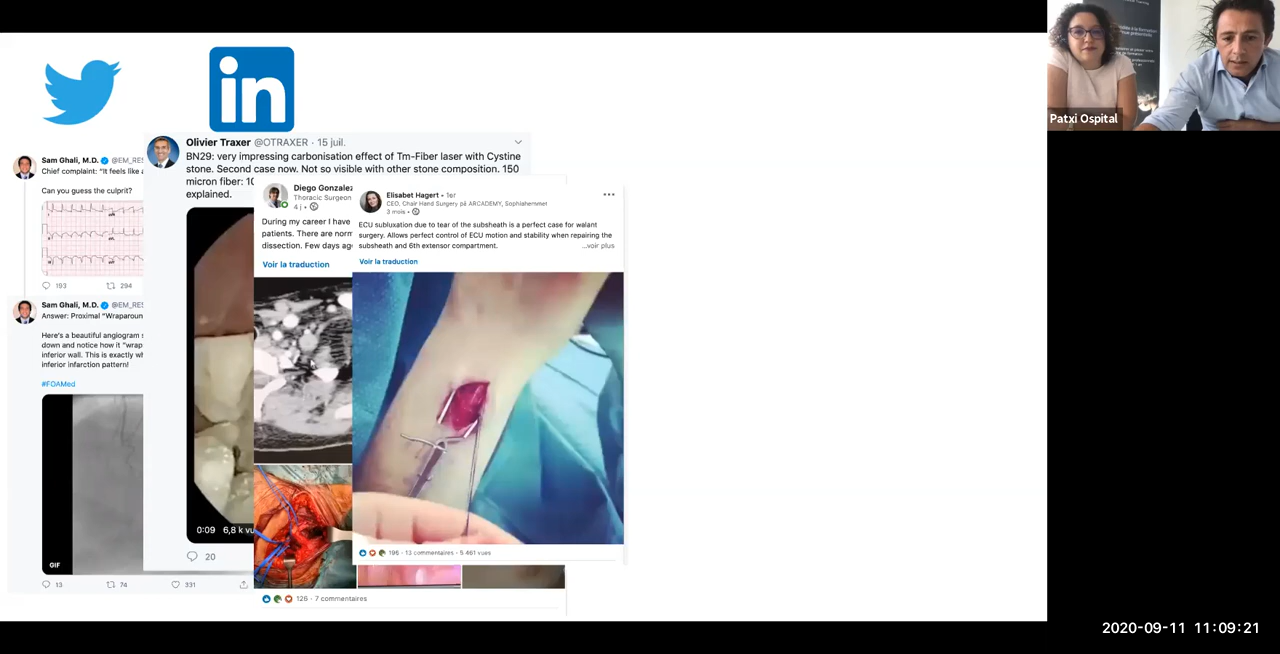 in
Sam Ghali, M.D. @EM_RES
Chief complaint: "It feels like a
Can you guess the culprit?
193 294
Sam Ghali, M.D. @EM_RES
Answer: Proximal "Wraparoun
Here's a beautiful angiogram s
down and notice how it "wrap
inferior wall. This is exactly wh
inferior infarction pattern!
#FOAMed
GIF
13 74 331
Olivier Traxer @OTRAXER · 15 juil.
BN29: very impressing carbonisation effect of Tm-Fiber laser with Cystine
stone. Second case now. Not so visible with other stone composition. 150
micron fiber: 10
explained.
0:09 6,8 k vu
20
Diego Gonzalez
Thoracic Surgeon
4 j •
During my career I have
patients. There are norm
dissection. Few days ago
Voir la traduction
126 · 7 commentaires
Elisabet Hagert • 1er
CEO, Chair Hand Surgery på ARCADEMY, Sophiahemmet
3 mois •
ECU subluxation due to tear of the subsheath is a perfect case for walant
surgery. Allows perfect control of ECU motion and stability when repairing the
subsheath and 6th extensor compartment.
...voir plus
Voir la traduction
196 · 13 commentaires · 5 461 vues
Patxi Ospital
2020-09-11 11:09:21